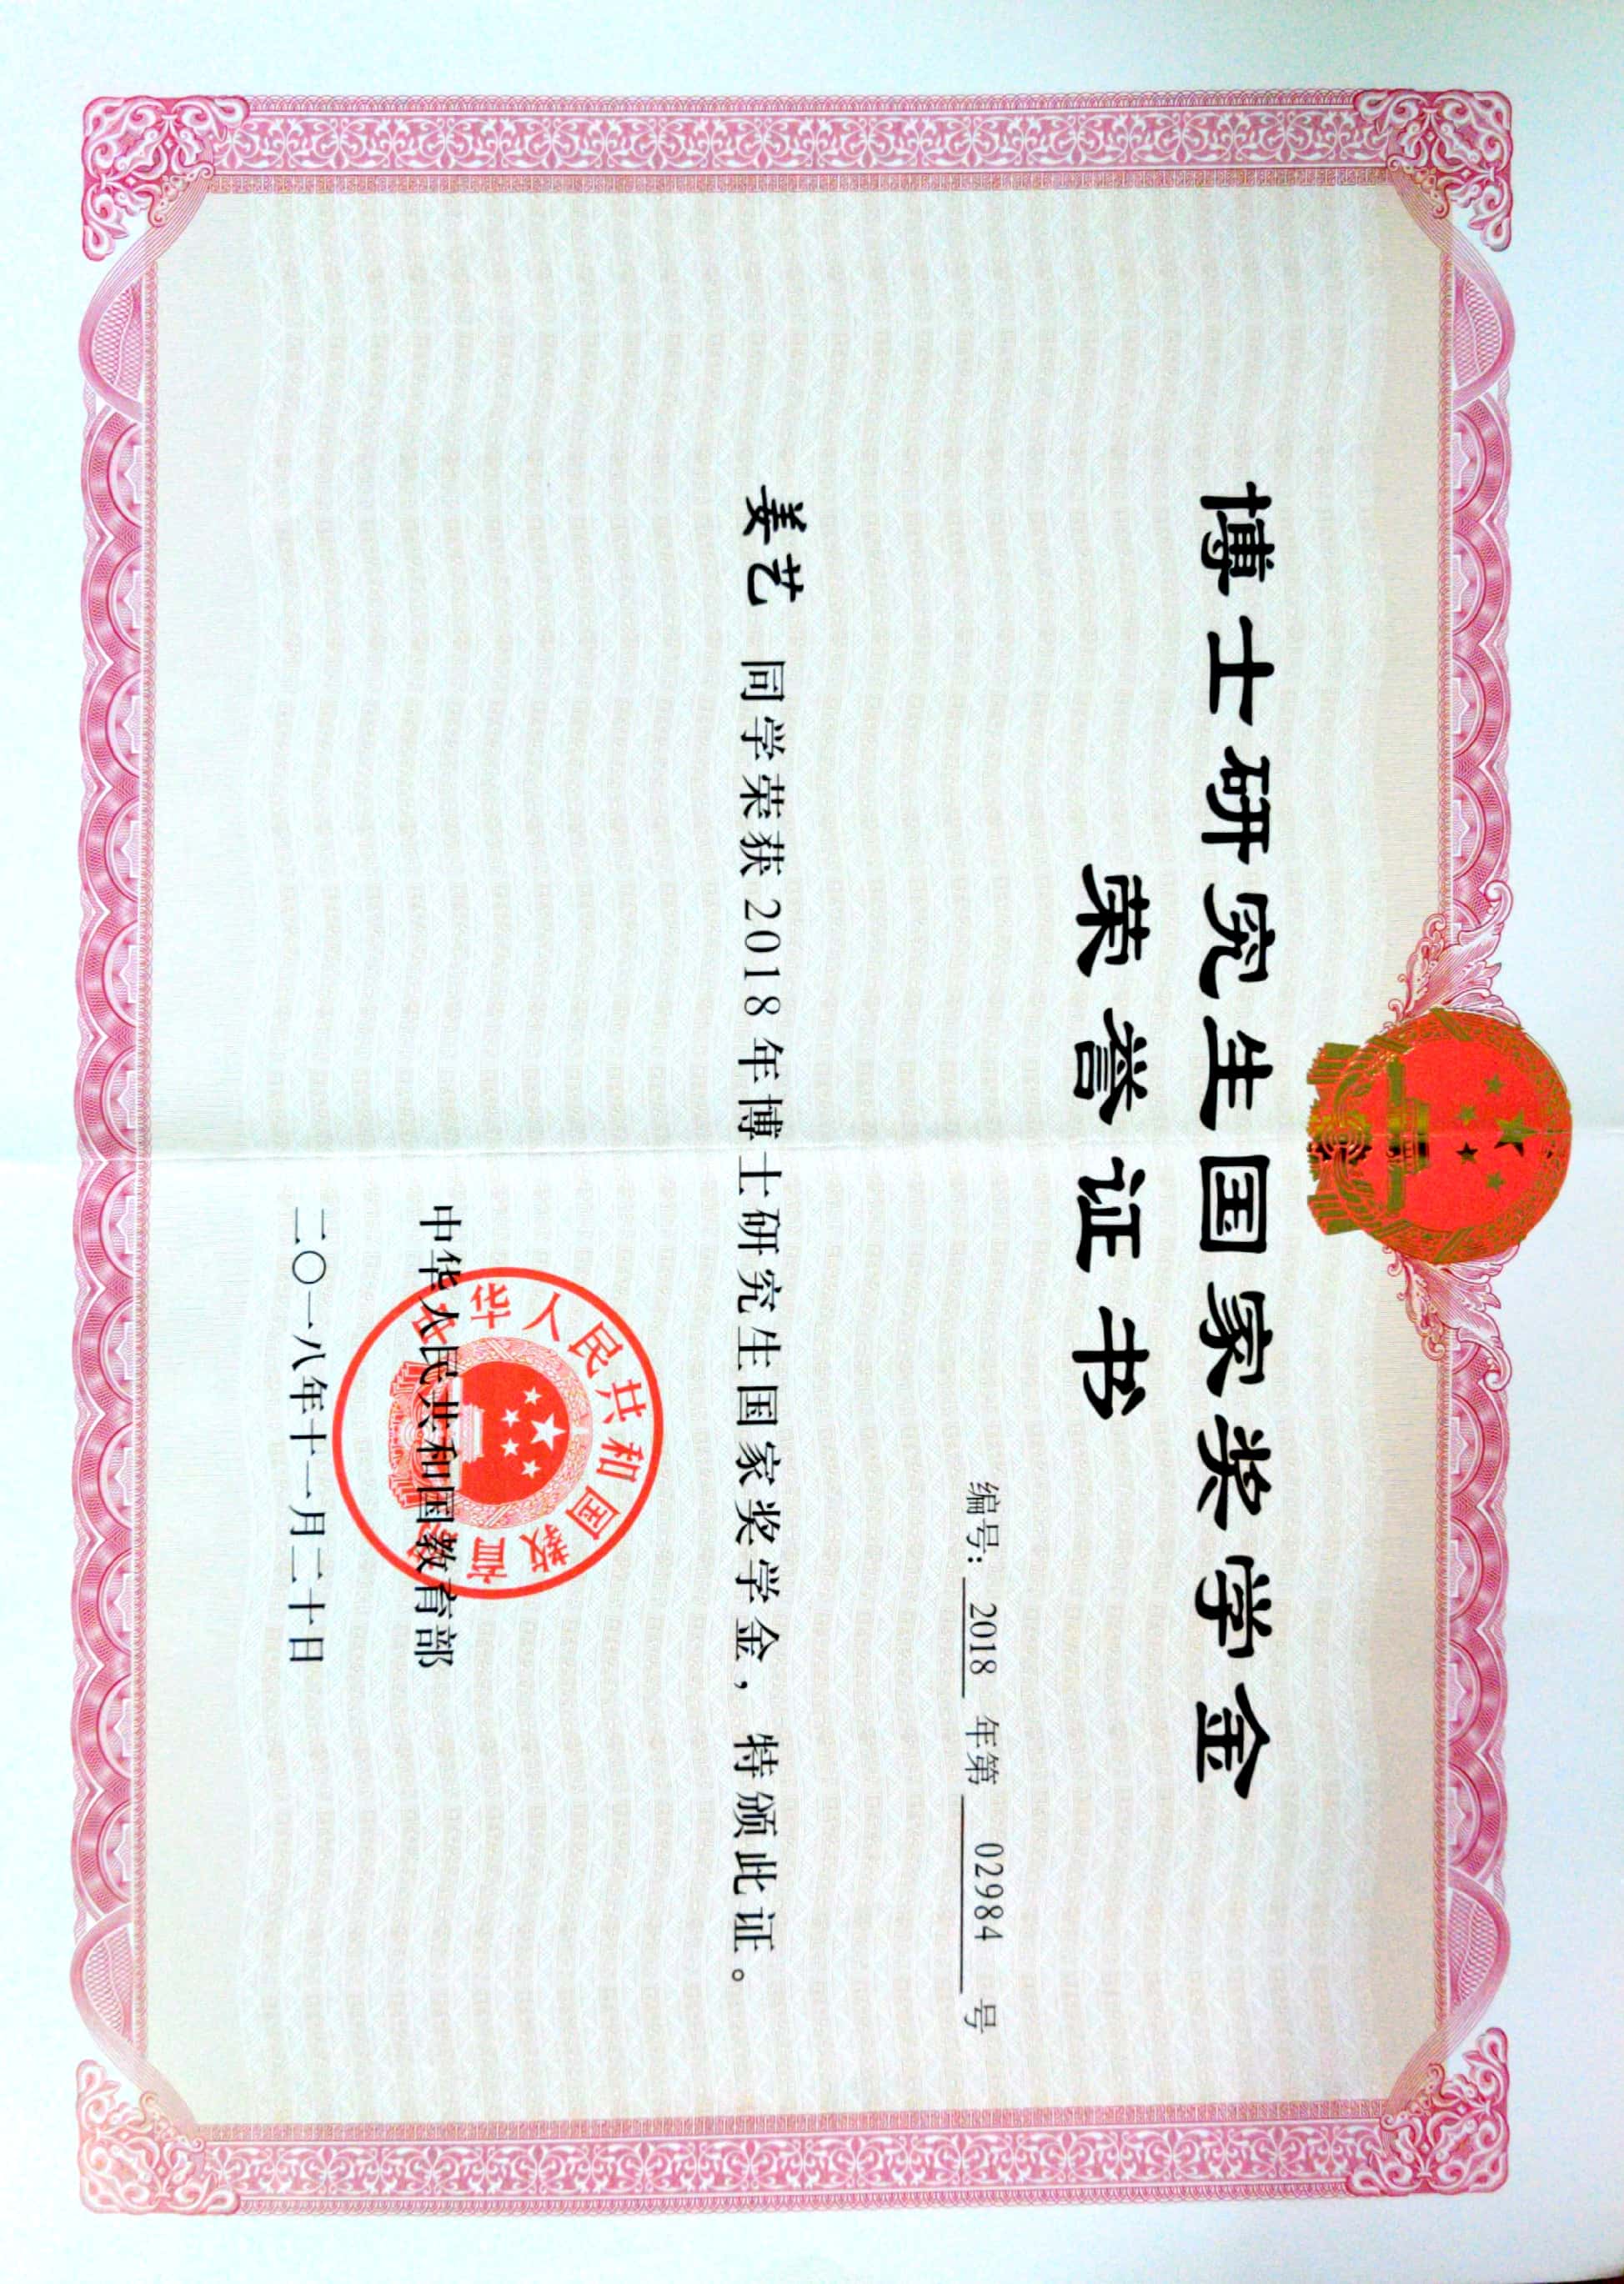 博士研究生国家奖学金
荣誉证书
编号: 2018 年第 02984 号
姜艺 同学荣获2018年博士研究生国家奖学金，特颁此证。
中华人民共和国教育部
中华人民共和国教育部
二〇一八年十一月二十日